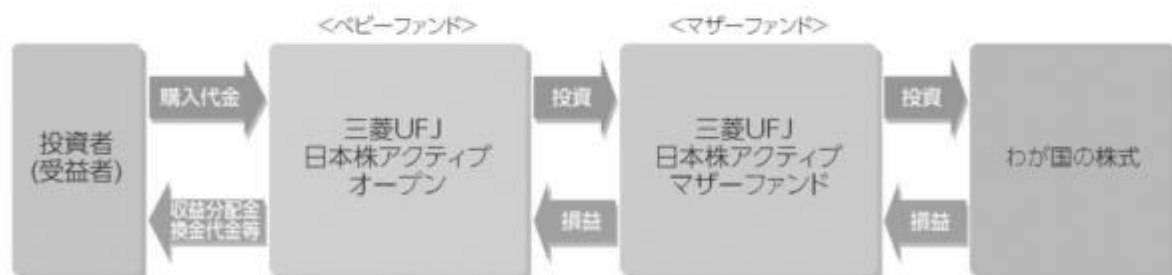 <ベビーファンド>
<マザーファンド>
購入代金
投資
投資
投資者
(受益者)
三菱UFJ
日本株アクティブ
オープン
三菱UFJ
日本株アクティブ
マザーファンド
わが国の株式
収益分配金
換金代金等
損益
損益